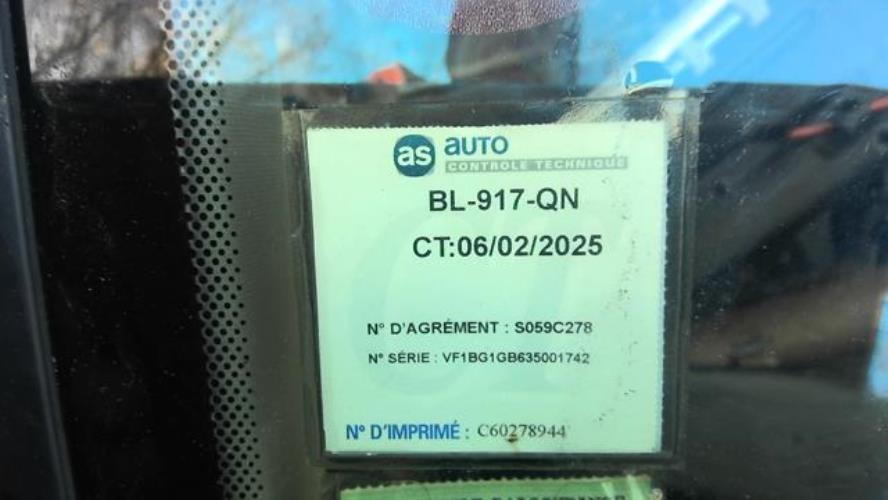 as AUTO
CONTROLE TECHNIQUE
BL-917-QN
CT:06/02/2025
N° D'AGRÉMENT : S059C278
N° SÉRIE : VF1BG1GB635001742
N° D'IMPRIMÉ : C60278944